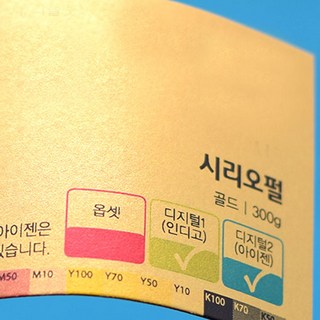 시리오펄
골드 | 300g
아이젠은
있습니다.
옵셋
디지털1
(인디고)
디지털2
(아이젠)
M50 M10 Y100 Y70 Y50 Y10 K100 K70 K50